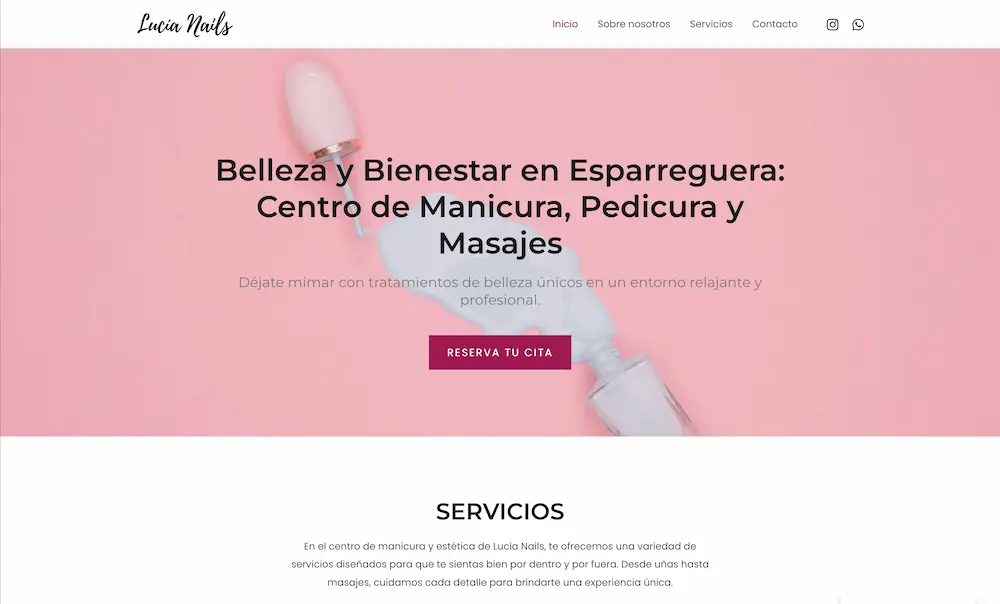 Lucía Nails
Inicio Sobre nosotros Servicios Contacto
Belleza y Bienestar en Esparreguera:
Centro de Manicura, Pedicura y
Masajes
Déjate mimar con tratamientos de belleza únicos en un entorno relajante y
profesional.
RESERVA TU CITA
SERVICIOS
En el centro de manicura y estética de Lucía Nails, te ofrecemos una variedad de
servicios diseñados para que te sientas bien por dentro y por fuera. Desde uñas hasta
masajes, cuidamos cada detalle para brindarte una experiencia única.